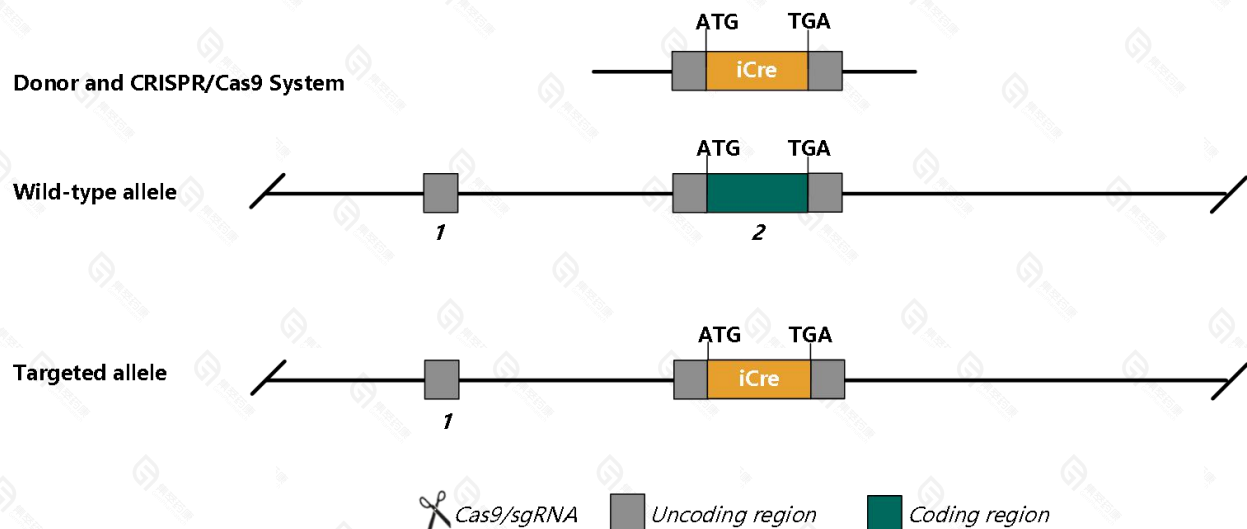 ATG TGA
iCre
Donor and CRISPR/Cas9 System
ATG TGA
Wild-type allele
1 2
ATG TGA
Targeted allele
iCre
1
Cas9/sgRNA Uncoding region Coding region